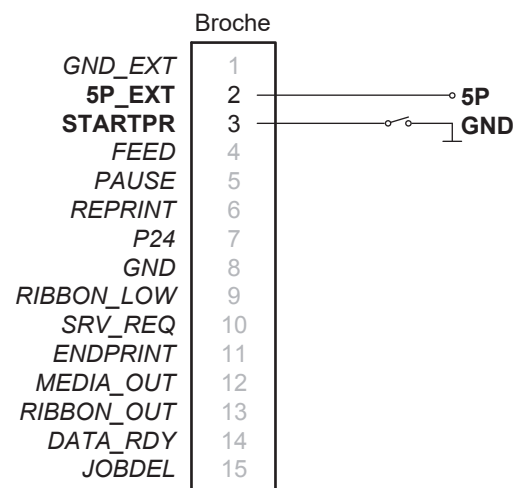 Broche
GND_EXT 1
5P_EXT 2 5P
STARTPR 3 GND
FEED 4
PAUSE 5
REPRINT 6
P24 7
GND 8
RIBBON_LOW 9
SRV_REQ 10
ENDPRINT 11
MEDIA_OUT 12
RIBBON_OUT 13
DATA_RDY 14
JOBDEL 15